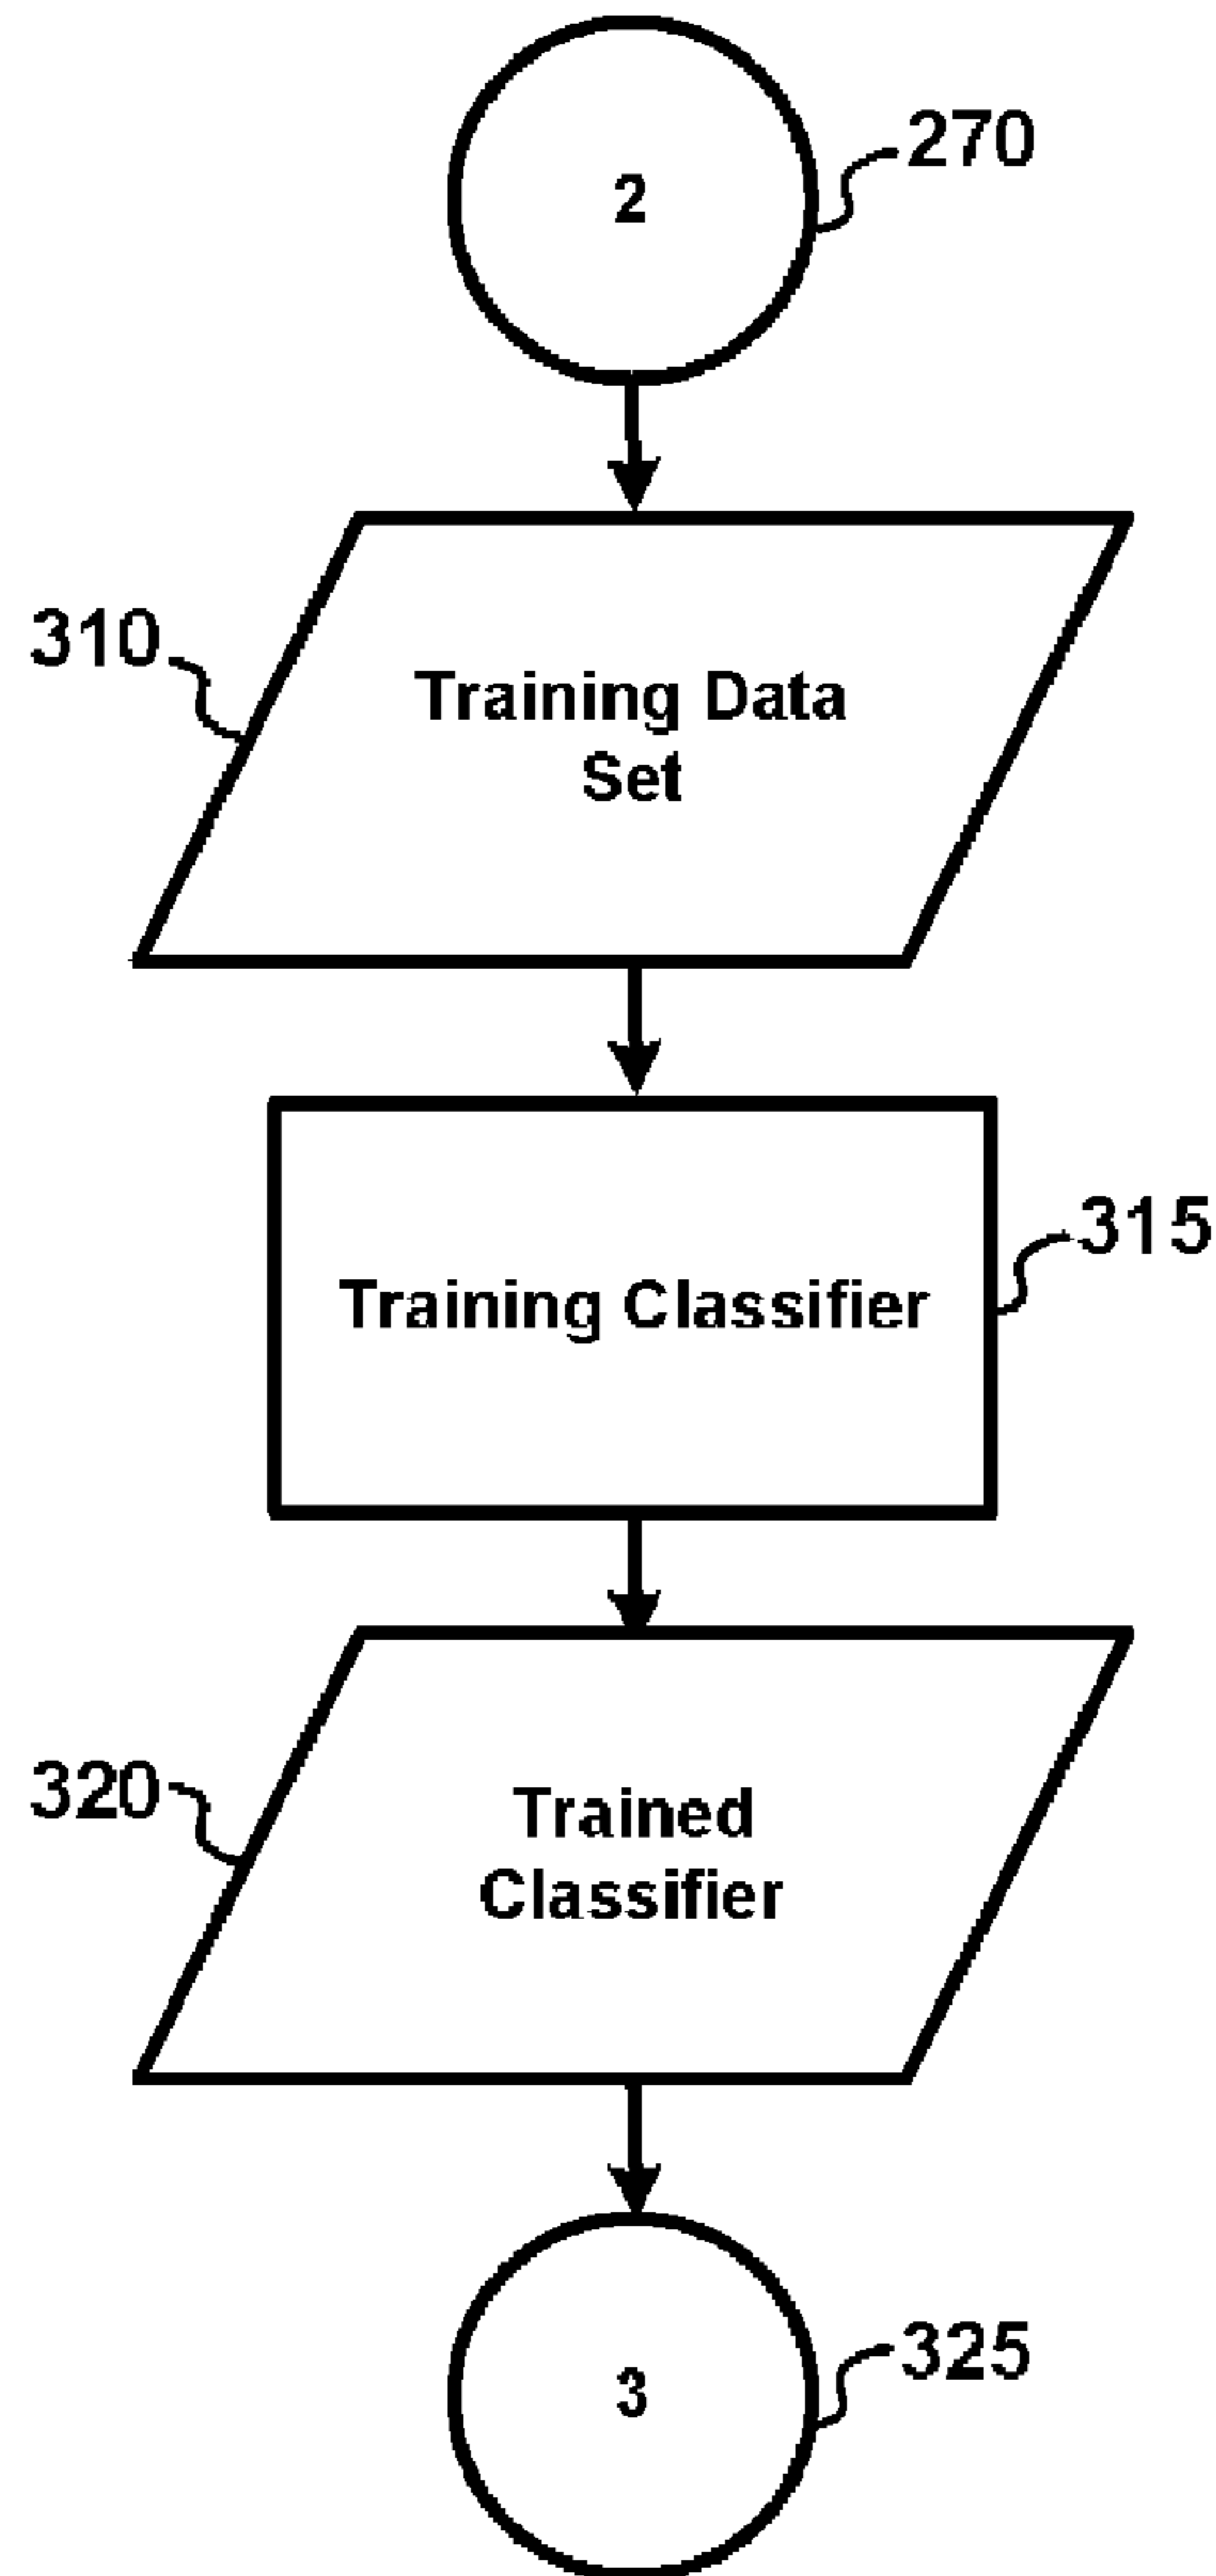 2
270
310
Training Data
Set
315
Training Classifier
320
Trained
Classifier
3
325